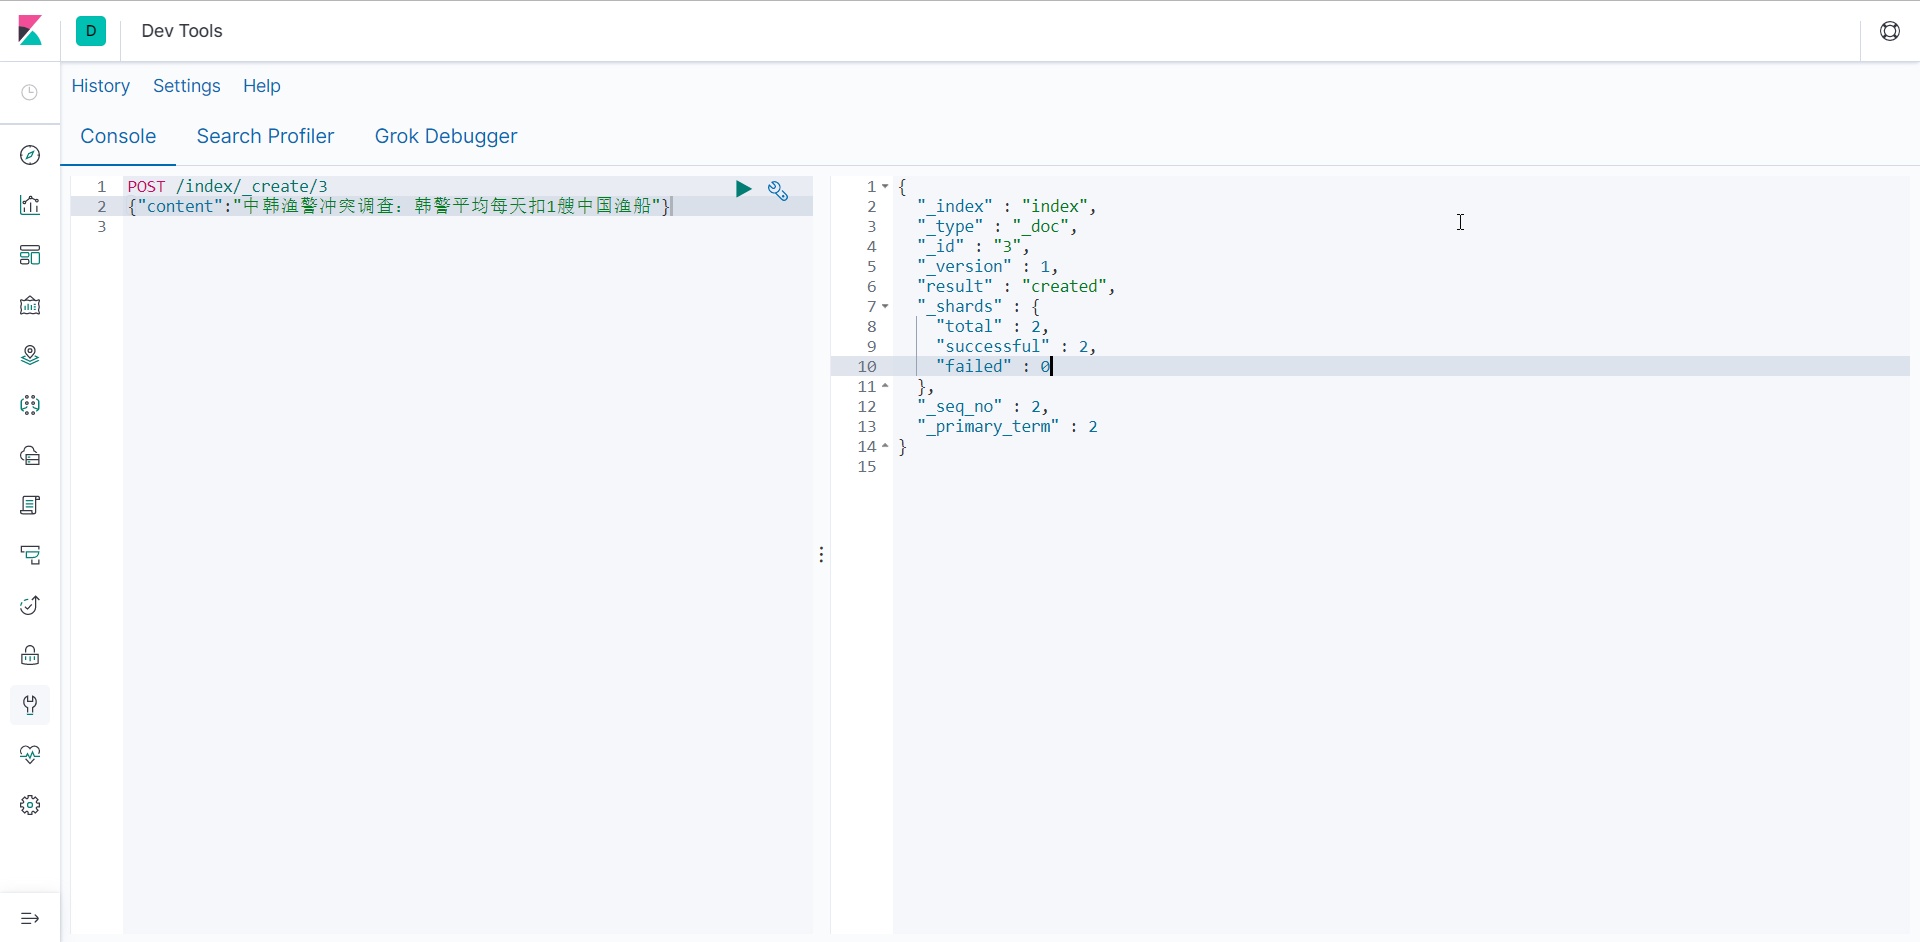 D Dev Tools
History Settings Help
Console Search Profiler Grok Debugger
1 POST /index/_create/3
2 {"content":"中韩渔警冲突调查：韩警平均每天扣1艘中国渔船"}
3
1 {
2 "_index" : "index",
3 "_type" : "_doc",
4 "_id" : "3",
5 "_version" : 1,
6 "result" : "created",
7 "_shards" : {
8 "total" : 2,
9 "successful" : 2,
10 "failed" : 0
11 },
12 "_seq_no" : 2,
13 "_primary_term" : 2
14 }
15